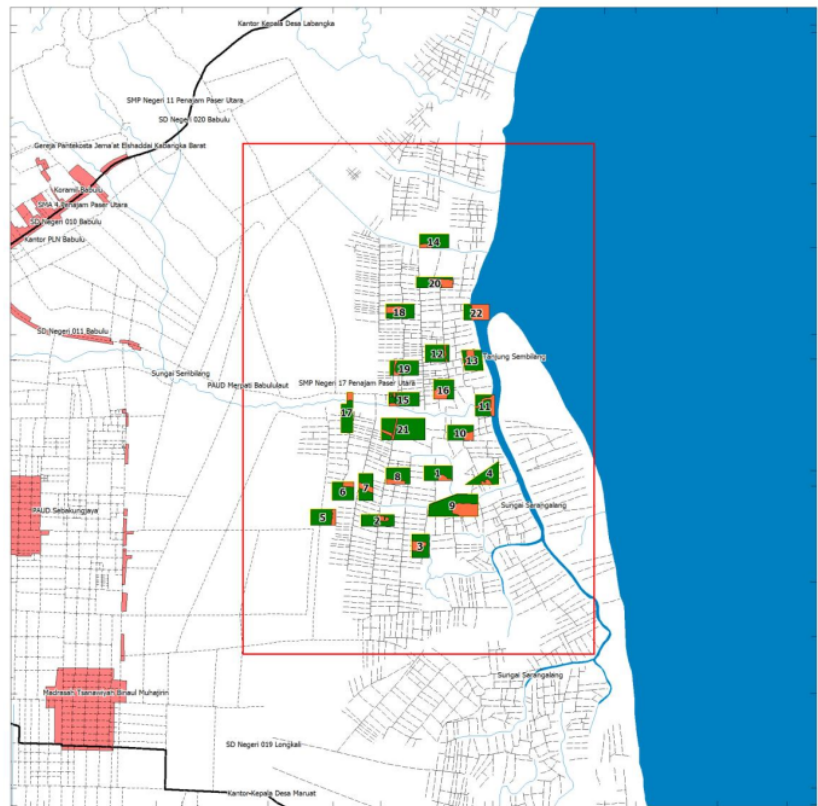 Kantor Kepala Desa Labangka
SMP Negeri 11 Penajam Paser Utara
SD Negeri 020 Babulu
Gereja Pantekosta Jema'at Elshaddai Kabangka Barat
Koramil Babulu
SMA 4 Penajam Paser Utara
SD Negeri 010 Babulu
Kantor PLN Babulu
14
20
18
22
SD Negeri 011 Babulu
12
13
Tanjung Sembilang
19
Sungai Sembilang
PAUD Merpati Babululaut
SMP Negeri 17 Penajam Paser Utara
16
15
11
17
21
10
8
1
4
6
7
9
Sungai Sarangalang
PAUD Sebakungjaya
5
2
3
Sungai Sarangalang
Madrasah Tsanawiyah Binaul Muhajirin
SD Negeri 019 Longkali
Kantor Kepala Desa Maruat